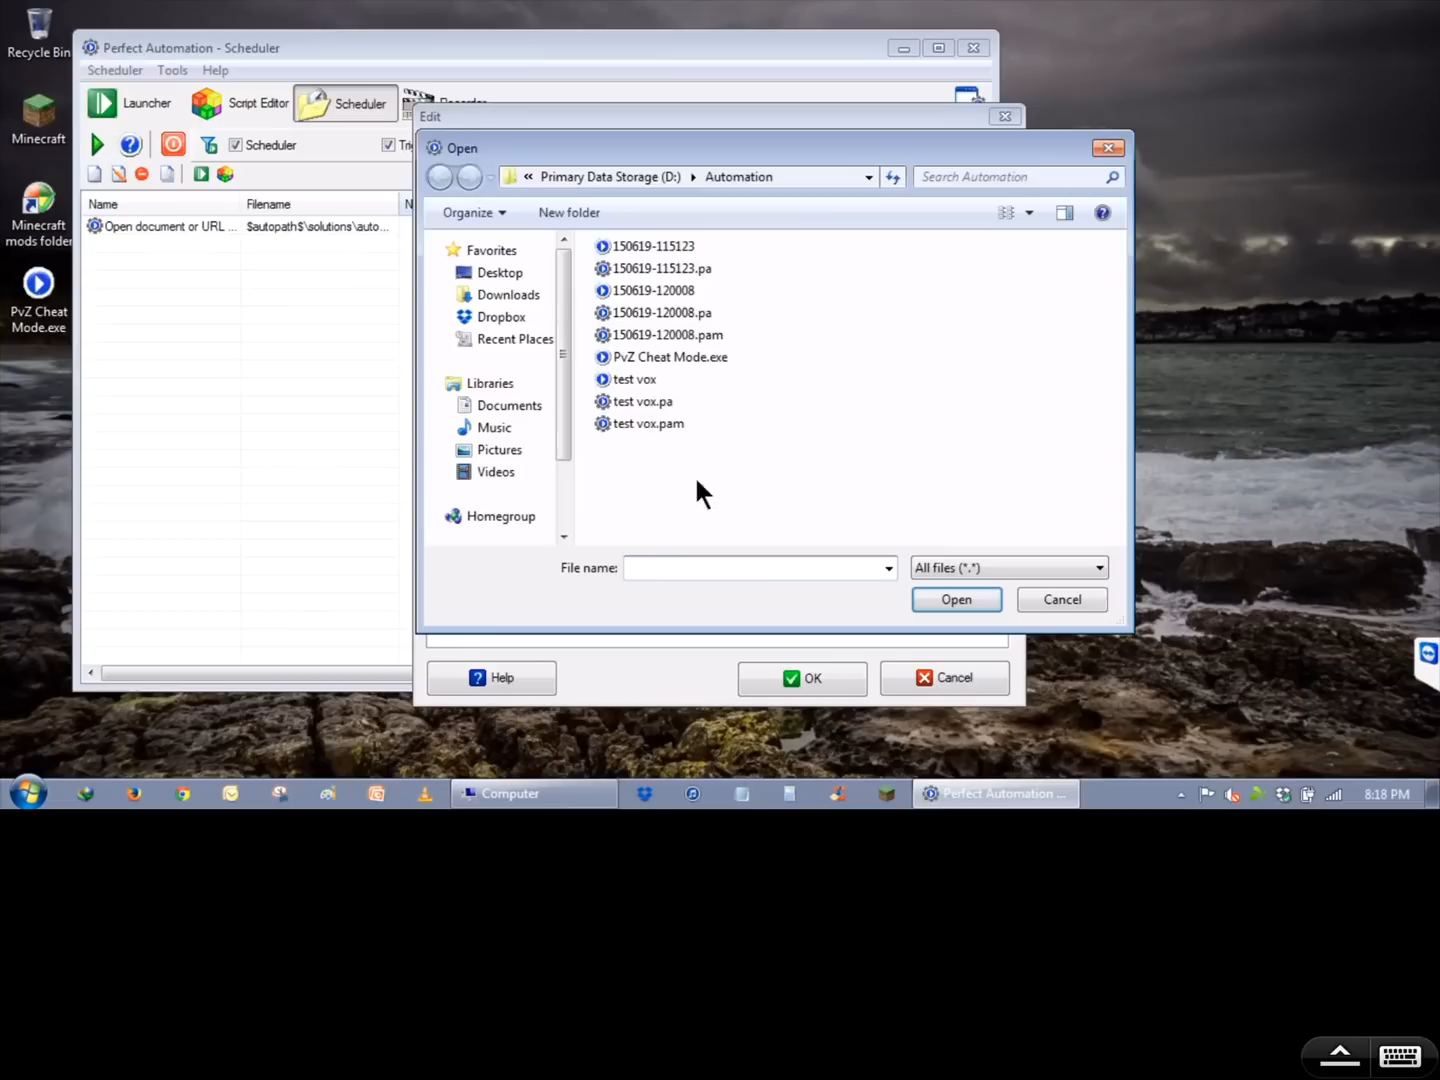 Recycle Bin
Minecraft
Minecraft
mods folder
PvZ Cheat
Mode.exe
Perfect Automation - Scheduler
Scheduler Tools Help
Launcher Script Editor Scheduler
Scheduler
Name Filename
Open document or URL ... $autopath$\solutions\auto...
Edit
Open
« Primary Data Storage (D:) Automation
Search Automation
Organize New folder
Favorites
Desktop
Downloads
Dropbox
Recent Places
Libraries
Documents
Music
Pictures
Videos
Homegroup
150619-115123
150619-115123.pa
150619-120008
150619-120008.pa
150619-120008.pam
PvZ Cheat Mode.exe
test vox
test vox.pa
test vox.pam
File name:
All files (*.*)
Open Cancel
Help OK Cancel
Computer
Perfect Automation ...
8:18 PM